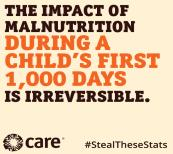 THE IMPACT OF
MALNUTRITION
DURING A
CHILD'S FIRST
1,000 DAYS
IS IRREVERSIBLE.
care
#StealTheseStats